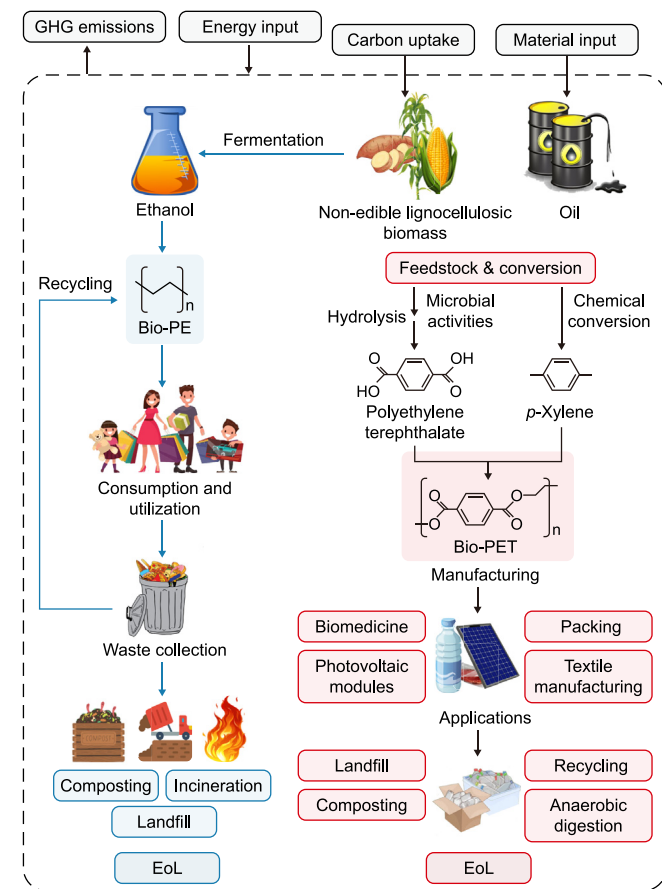 GHG emissions
Energy input
Carbon uptake
Material input
Fermentation
Ethanol
Non-edible lignocellulosic
biomass
Oil
Feedstock & conversion
Recycling
n
Bio-PE
Hydrolysis
Microbial
activities
Chemical
conversion
O
OH
HO
O
Polyethylene
terephthalate
p-Xylene
Consumption and
utilization
O
O
O
O
n
Bio-PET
Manufacturing
Waste collection
Biomedicine
Packing
Photovoltaic
modules
Textile
manufacturing
Applications
COMPOST
Composting
Incineration
Landfill
EoL
Landfill
Recycling
Composting
Anaerobic
digestion
EoL